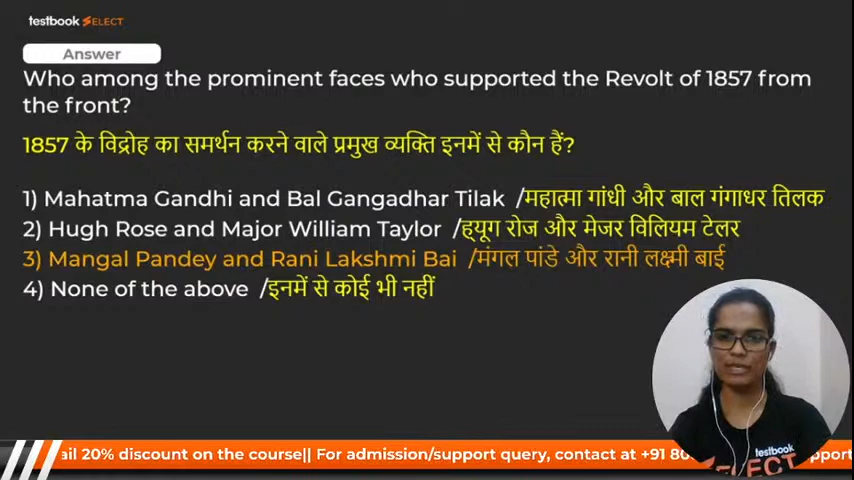 testbook SELECT
Answer
Who among the prominent faces who supported the Revolt of 1857 from
the front?
1857 के विद्रोह का समर्थन करने वाले प्रमुख व्यक्ति इनमें से कौन हैं?
1) Mahatma Gandhi and Bal Gangadhar Tilak /महात्मा गांधी और बाल गंगाधर तिलक
2) Hugh Rose and Major William Taylor /ह्यूग रोज और मेजर विलियम टेलर
3) Mangal Pandey and Rani Lakshmi Bai /मंगल पांडे और रानी लक्ष्मी बाई
4) None of the above /इनमें से कोई भी नहीं
testbook
SELECT
ail 20% discount on the course|| For admission/support query, contact at +91 80